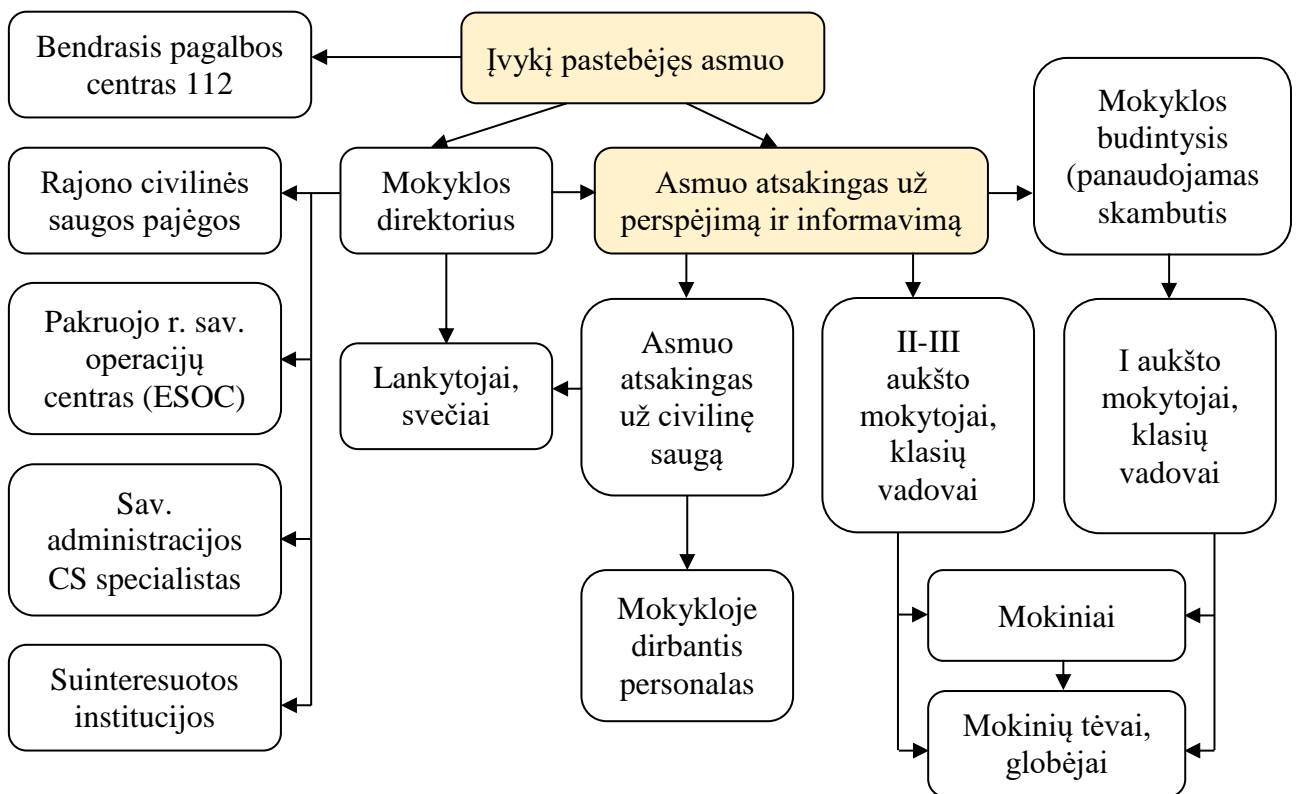 Bendrasis pagalbos
centras 112
Įvykį pastebėjęs asmuo
Mokyklos
budintysis
(panaudojamas
skambutis
Rajono civilinės
saugos pajėgos
Mokyklos
direktorius
Asmuo atsakingas už
perspėjimą ir informavimą
Pakruojo r. sav.
operacijų
centras (ESOC)
Lankytojai,
svečiai
Asmuo
atsakingas
už civilinę
saugą
II-III
aukšto
mokytojai,
klasių
vadovai
I aukšto
mokytojai,
klasių
vadovai
Sav.
administracijos
CS specialistas
Mokykloje
dirbantis
personalas
Mokiniai
Suinteresuotos
institucijos
Mokinių tėvai,
globėjai